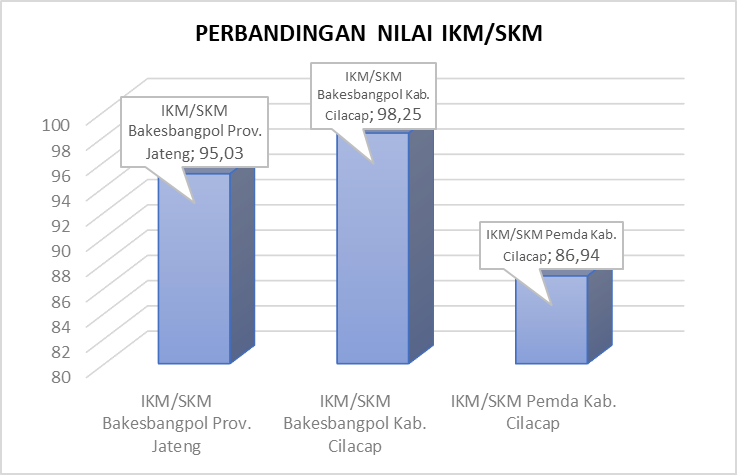 PERBANDINGAN NILAI IKM/SKM
IKM/SKM
Bakesbangpol Prov.
Jateng; 95,03
IKM/SKM
Bakesbangpol Kab.
Cilacap; 98,25
IKM/SKM Pemda Kab.
Cilacap; 86,94
100
98
96
94
92
90
88
86
84
82
80
IKM/SKM
Bakesbangpol Prov.
Jateng
IKM/SKM
Bakesbangpol Kab.
Cilacap
IKM/SKM Pemda Kab.
Cilacap